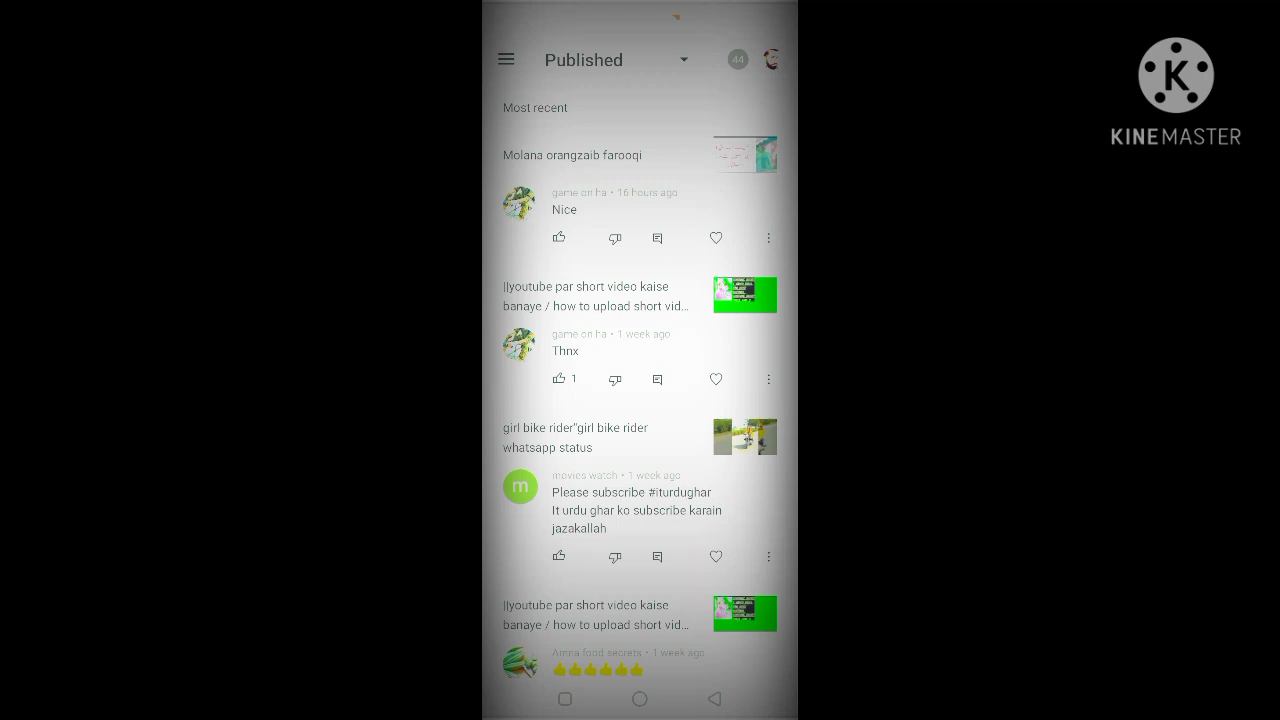 Published
44
KINEMASTER
Most recent
Molana orangzaib farooqi
game on ha • 16 hours ago
Nice
||youtube par short video kaise
banaye / how to upload short vid...
game on ha • 1 week ago
Thnx
1
girl bike rider"girl bike rider
whatsapp status
m
movies watch • 1 week ago
Please subscribe #iturdughar
It urdu ghar ko subscribe karain
jazakallah
||youtube par short video kaise
banaye / how to upload short vid...
Amna food secrets • 1 week ago
👍👍👍👍👍👍